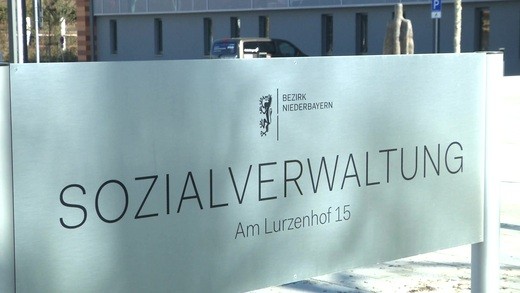 BEZIRK
NIEDERBAYERN
SOZIALVERWALTUNG
Am Lurzenhof 15
P